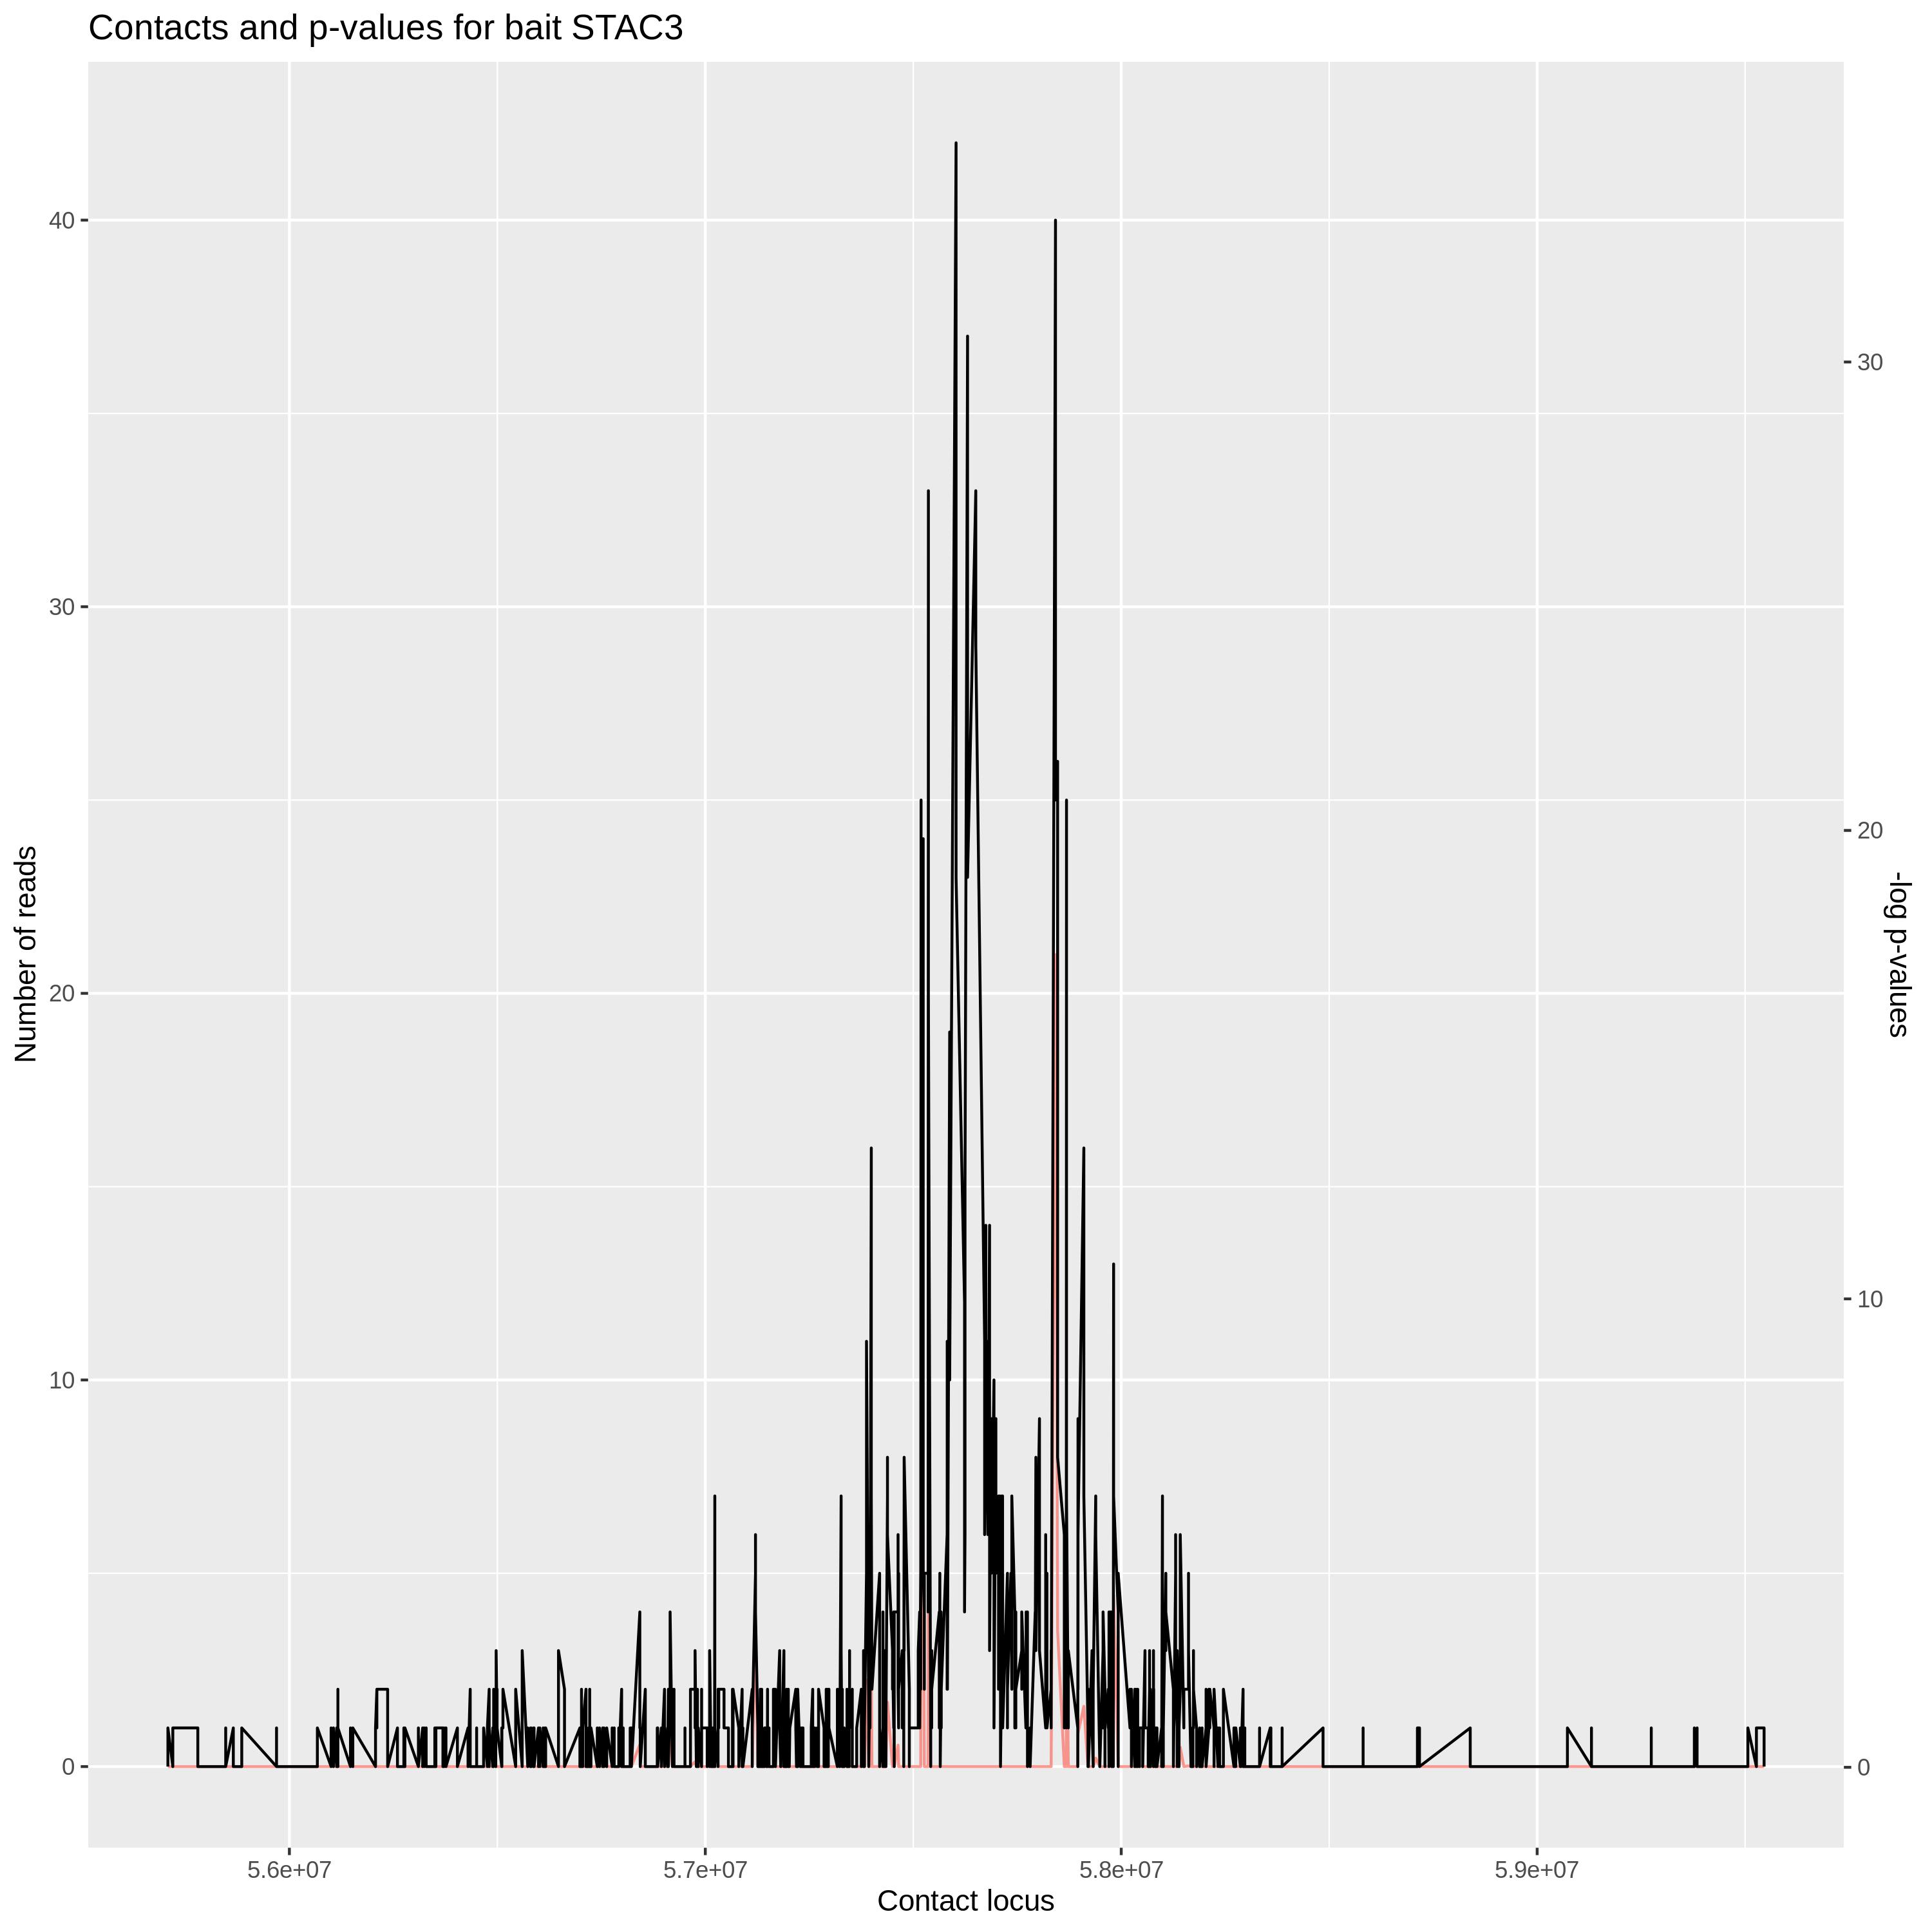 Contacts and p-values for bait STAC3
40
30
20
10
0
Number of reads
30
20
10
0
-log p-values
5.6e+07
5.7e+07
5.8e+07
5.9e+07
Contact locus